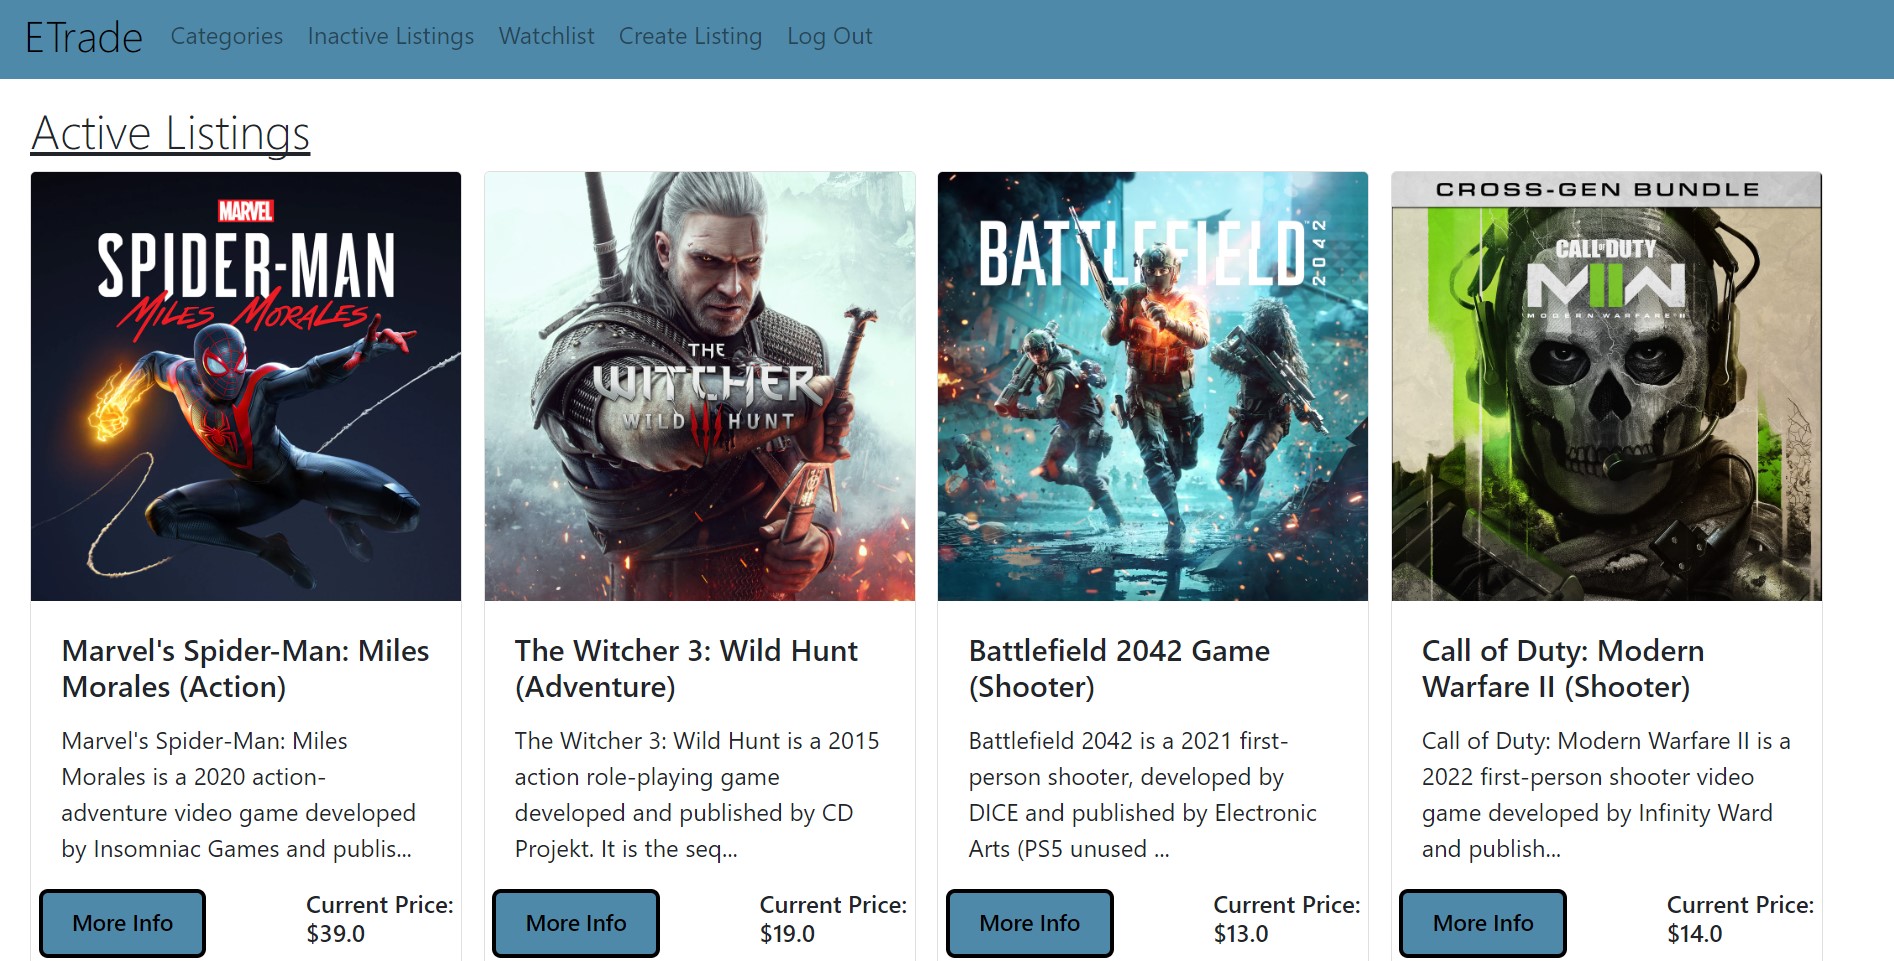 ETrade Categories Inactive Listings Watchlist Create Listing Log Out
Active Listings
MARVEL
SPIDER-MAN
MILES MORALES
THE
WITCHER
WILD III HUNT
BATTLEFIELD 2042
CROSS-GEN BUNDLE
CALL OF DUTY
MWII
MODERN WARFARE II
Marvel's Spider-Man: Miles
Morales (Action)
Marvel's Spider-Man: Miles
Morales is a 2020 action-
adventure video game developed
by Insomniac Games and publis...
More Info
Current Price:
$39.0
The Witcher 3: Wild Hunt
(Adventure)
The Witcher 3: Wild Hunt is a 2015
action role-playing game
developed and published by CD
Projekt. It is the seq...
More Info
Current Price:
$19.0
Battlefield 2042 Game
(Shooter)
Battlefield 2042 is a 2021 first-
person shooter, developed by
DICE and published by Electronic
Arts (PS5 unused ...
More Info
Current Price:
$13.0
Call of Duty: Modern
Warfare II (Shooter)
Call of Duty: Modern Warfare II is a
2022 first-person shooter video
game developed by Infinity Ward
and publish...
More Info
Current Price:
$14.0